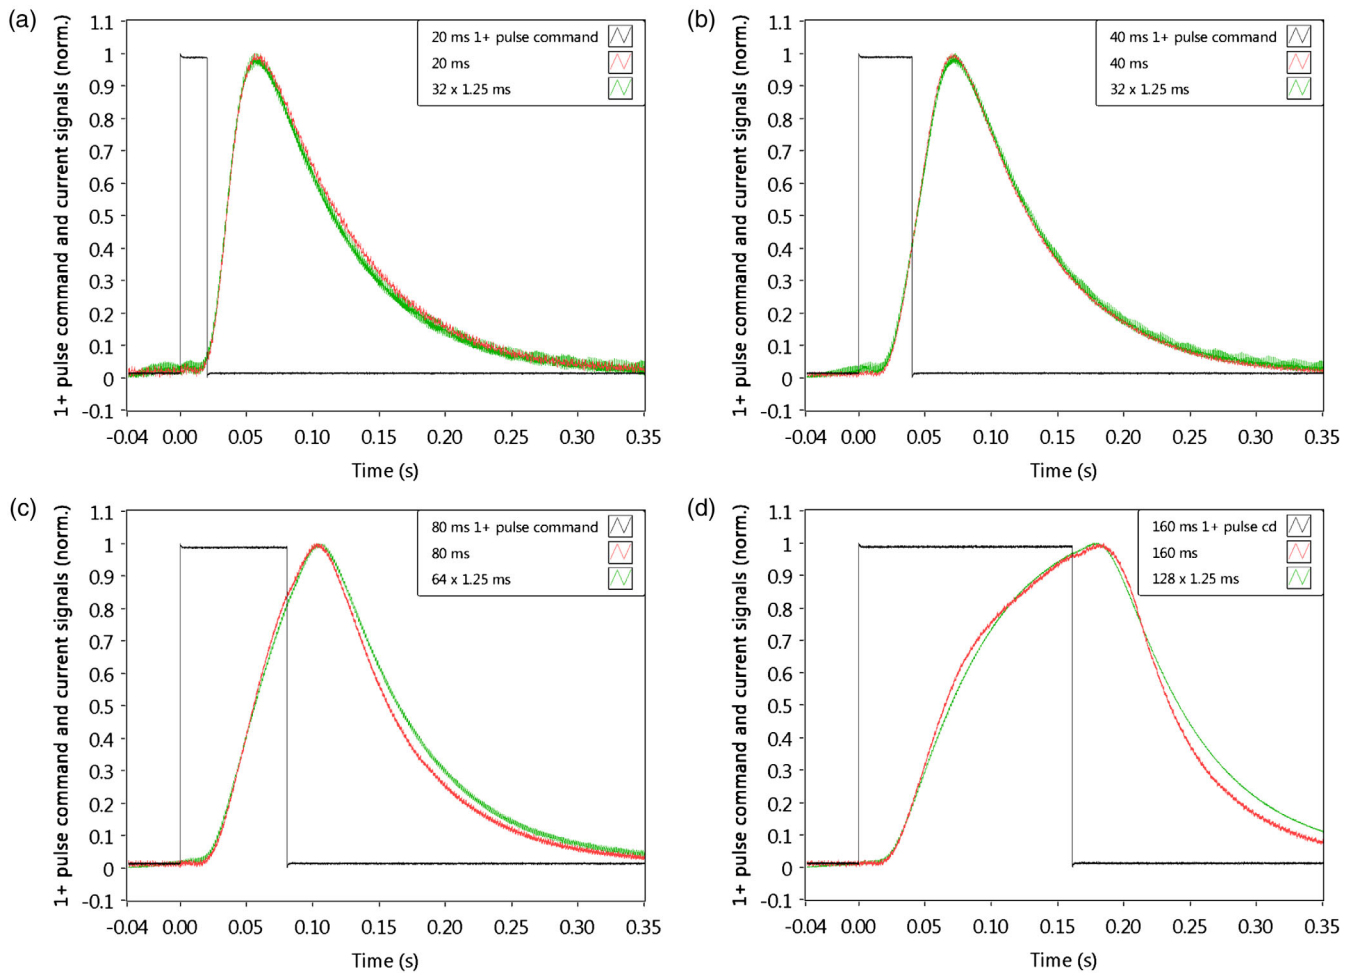 (a)
1+ pulse command and current signals (norm.)
1.1
1
0.9
0.8
0.7
0.6
0.5
0.4
0.3
0.2
0.1
0
-0.1
20 ms 1+ pulse command
20 ms
32 x 1.25 ms
-0.04 0.00 0.05 0.10 0.15 0.20 0.25 0.30 0.35
Time (s)
(b)
1+ pulse command and current signals (norm.)
1.1
1
0.9
0.8
0.7
0.6
0.5
0.4
0.3
0.2
0.1
0
-0.1
40 ms 1+ pulse command
40 ms
32 x 1.25 ms
-0.04 0.00 0.05 0.10 0.15 0.20 0.25 0.30 0.35
Time (s)
(c)
1+ pulse command and current signals (norm.)
1.1
1
0.9
0.8
0.7
0.6
0.5
0.4
0.3
0.2
0.1
0
-0.1
80 ms 1+ pulse command
80 ms
64 x 1.25 ms
-0.04 0.00 0.05 0.10 0.15 0.20 0.25 0.30 0.35
Time (s)
(d)
1+ pulse command and current signals (norm.)
1.1
1
0.9
0.8
0.7
0.6
0.5
0.4
0.3
0.2
0.1
0
-0.1
160 ms 1+ pulse cd
160 ms
128 x 1.25 ms
-0.04 0.00 0.05 0.10 0.15 0.20 0.25 0.30 0.35
Time (s)